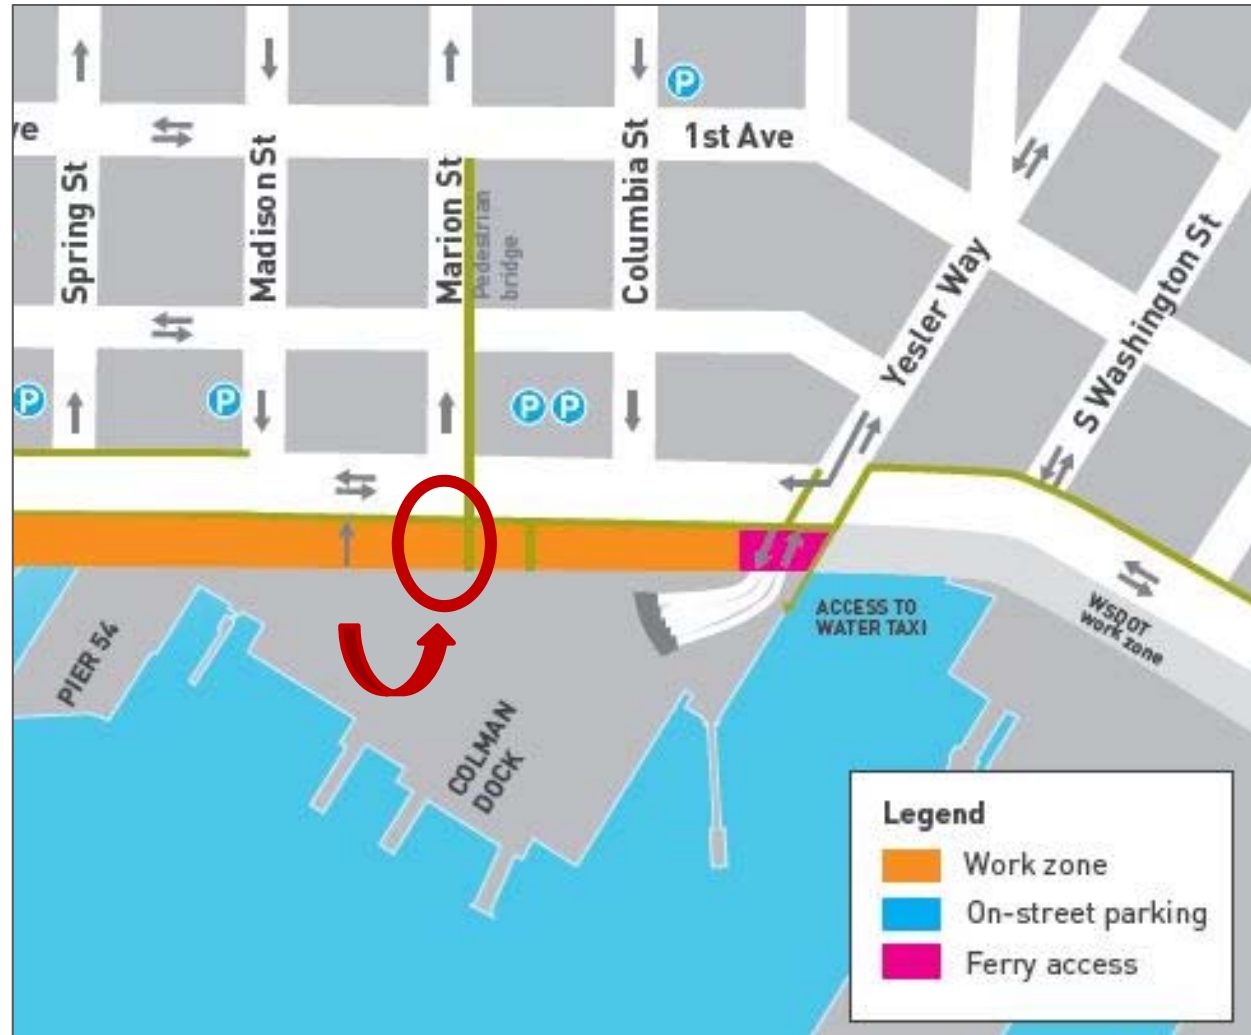 P
ve
1st Ave
Spring St
Madison St
Marion St
Pedestrian
bridge
Columbia St
Yesler Way
S Washington St
P
P
P
P
ACCESS TO
WATER TAXI
WSDOT
work zone
PIER 54
COLMAN
DOCK
Legend
Work zone
On-street parking
Ferry access